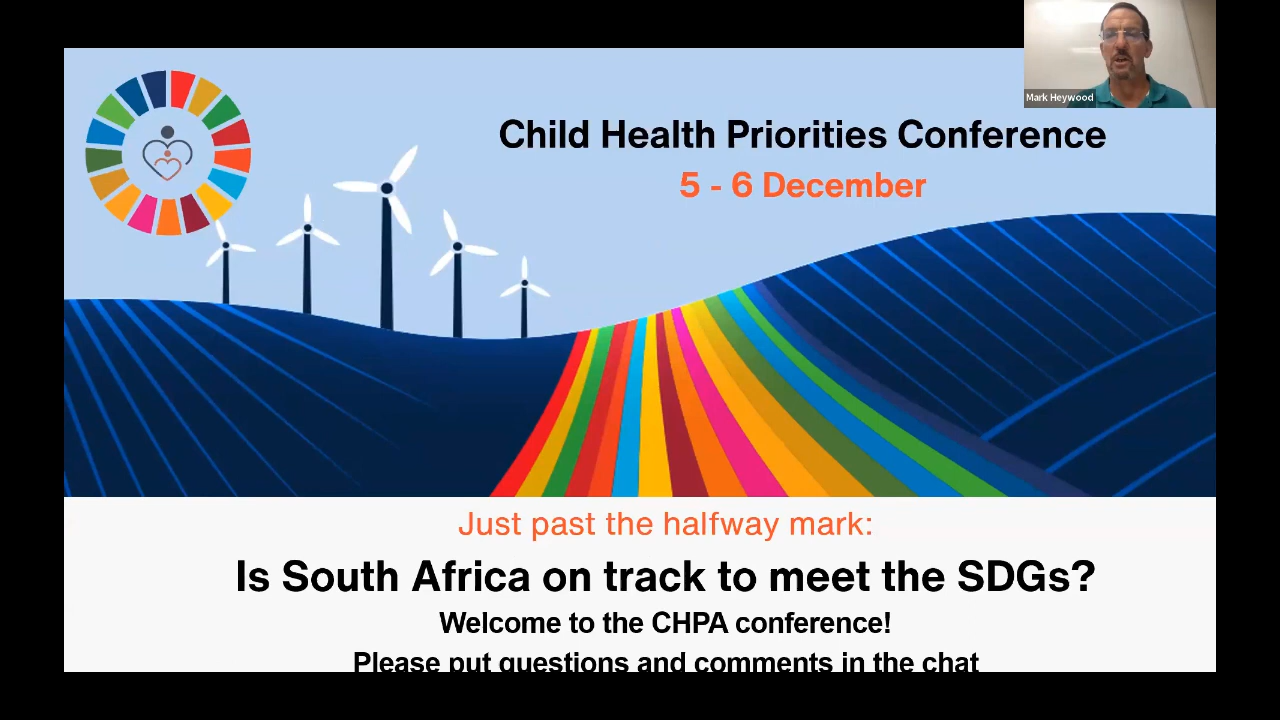 Mark Heywood
Child Health Priorities Conference
5 - 6 December
Just past the halfway mark:
Is South Africa on track to meet the SDGs?
Welcome to the CHPA conference!
Please put questions and comments in the chat